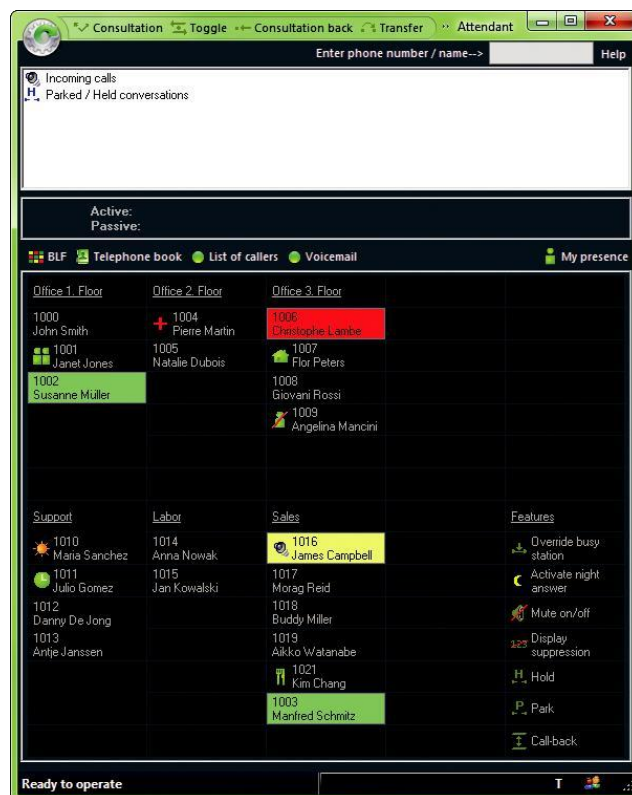 Consultation Toggle Consultation back Transfer Attendant
Enter phone number / name--> Help
Incoming calls
H Parked / Held conversations
Active:
Passive:
BLF Telephone book List of callers Voicemail My presence
Office 1. Floor Office 2. Floor Office 3. Floor
1000 1004 1006
John Smith Pierre Martin Christophe Lambe
1001 1005 1007
Janet Jones Natalie Dubois Flor Peters
1002 1008
Susanne Müller Giovani Rossi
1009
Angelina Mancini
Support Labor Sales Features
1010 1014 1016 Override busy
Maria Sanchez Anna Nowak James Campbell station
1011 1015 1017 Activate night
Julio Gomez Jan Kowalski Morag Reid answer
1012 1018 Mute on/off
Danny De Jong Buddy Miller
1013 1019 123 Display
Antje Janssen Aikko Watanabe suppression
1021 H Hold
Kim Chang
1003 P Park
Manfred Schmitz
Call-back
Ready to operate T